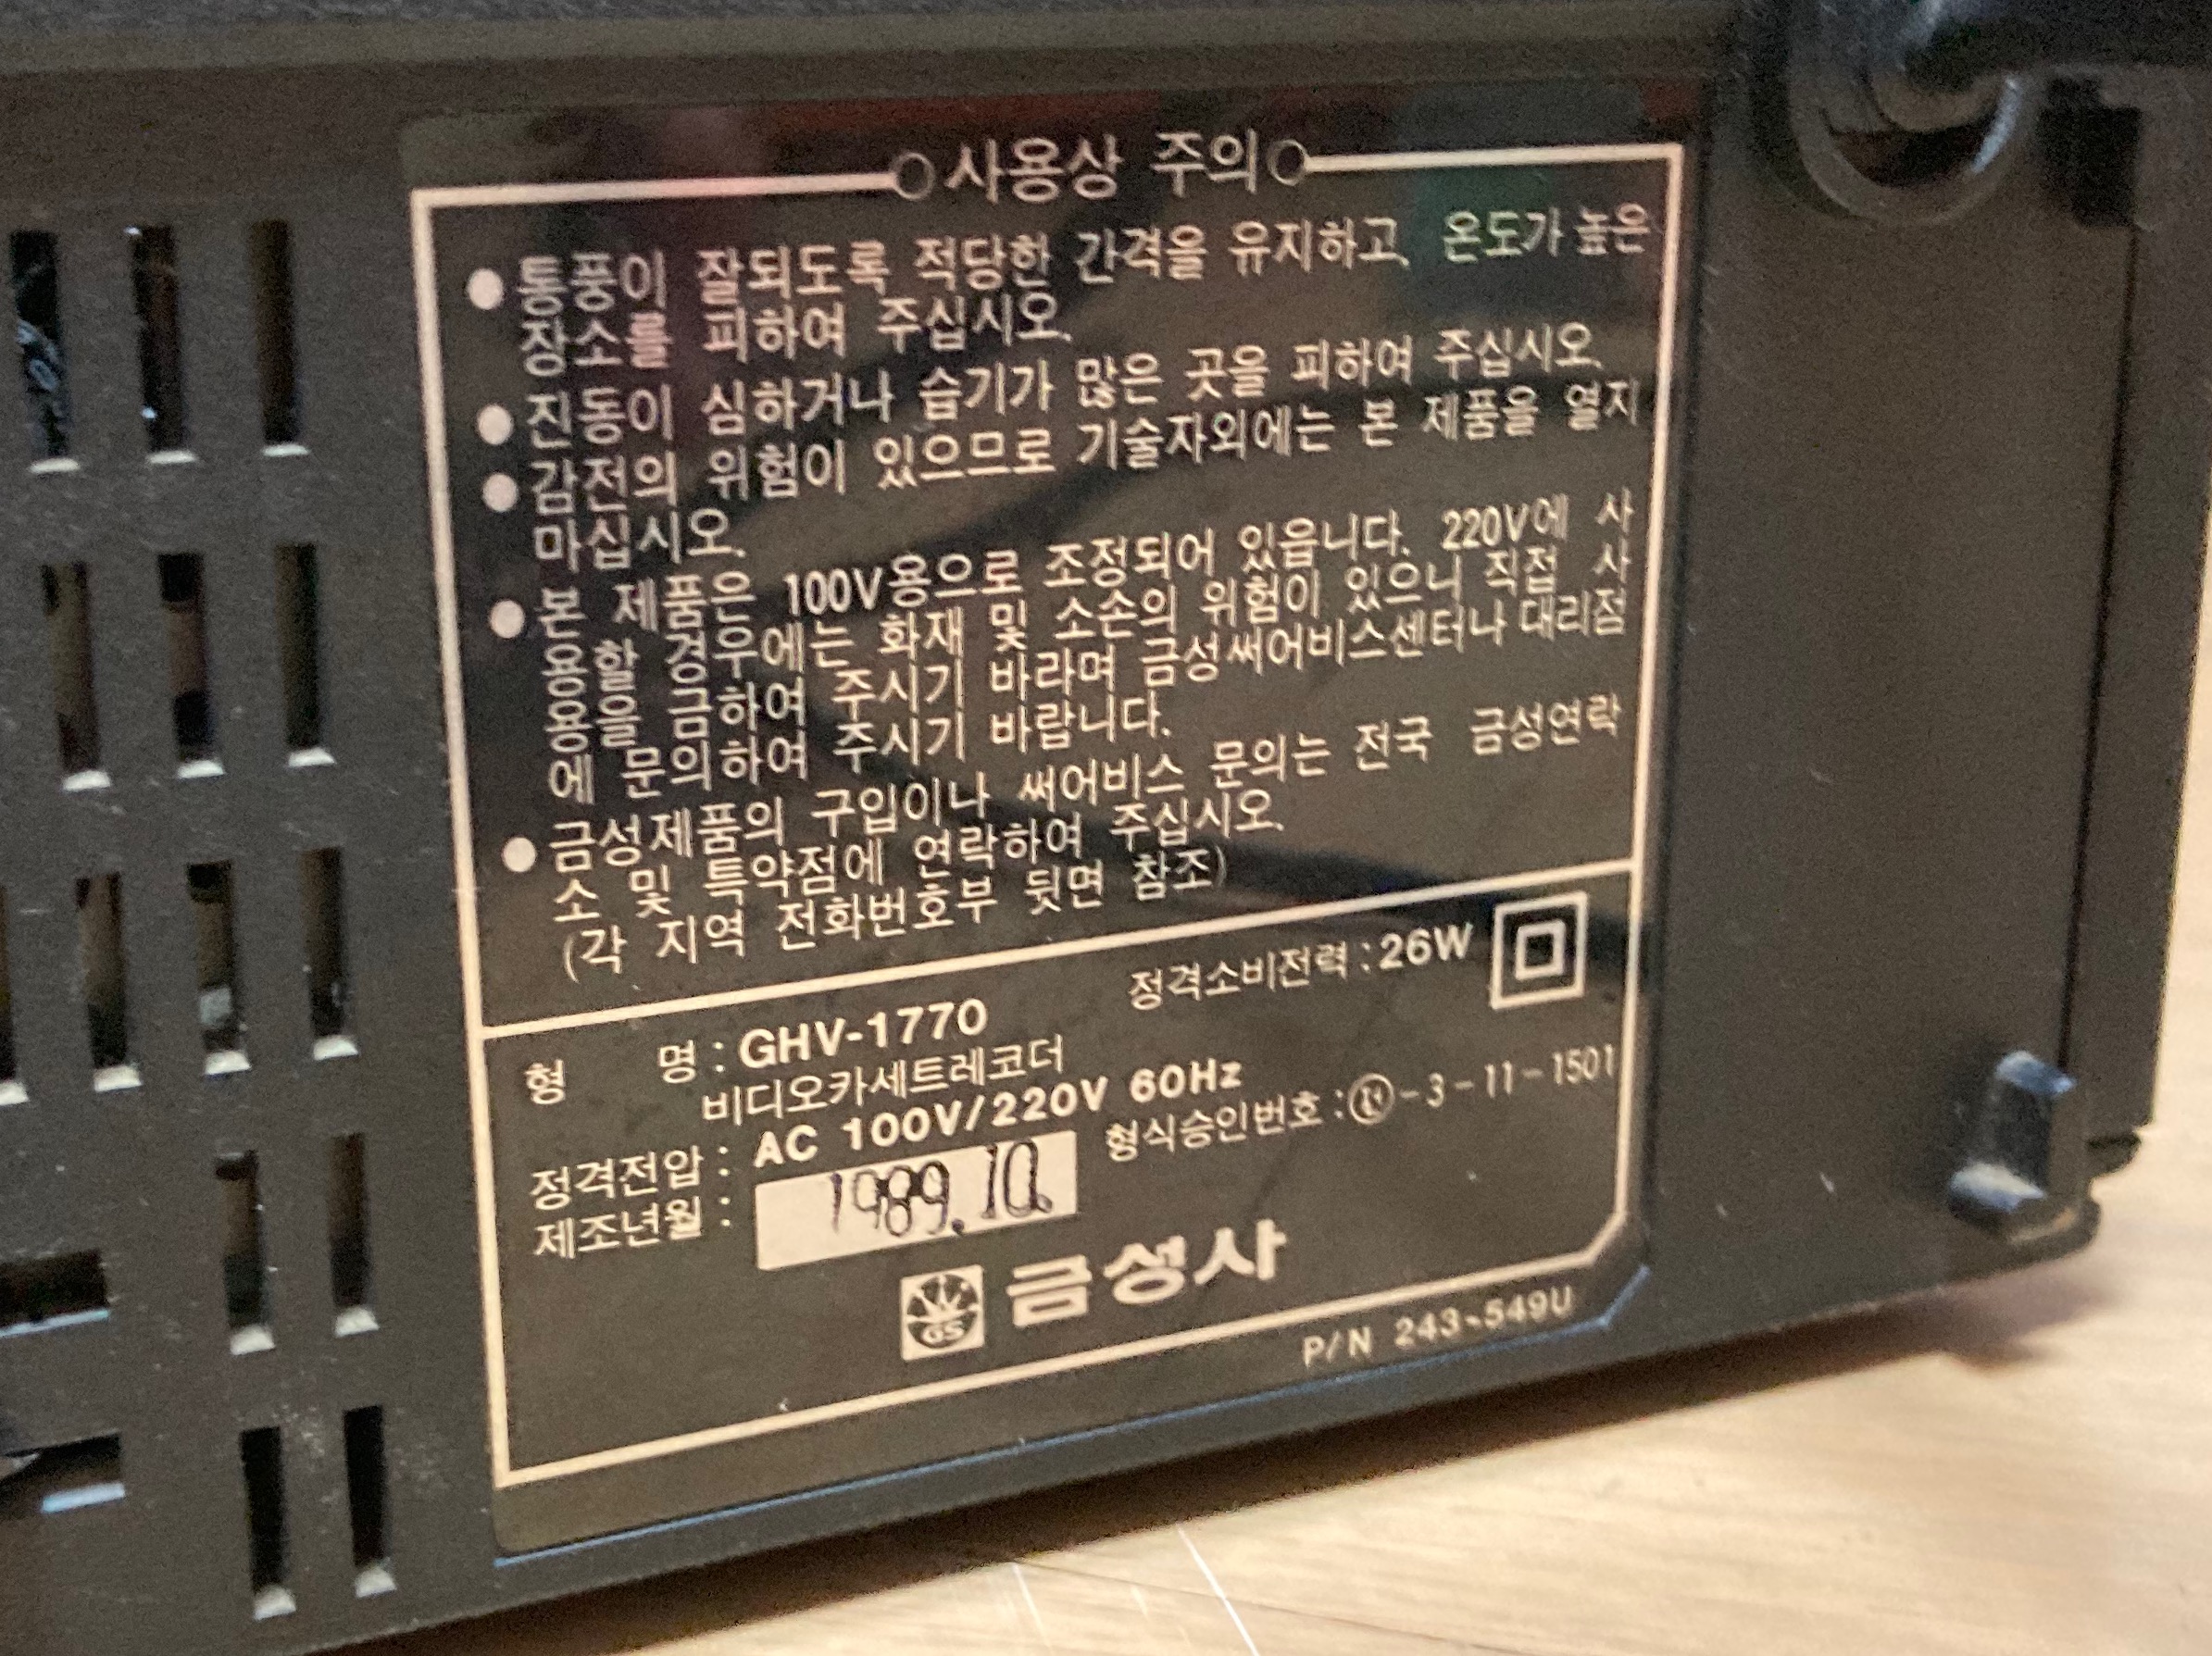 사용상 주의
● 통풍이 잘되도록 적당한 간격을 유지하고, 온도가 높은
장소를 피하여 주십시오.
● 진동이 심하거나 습기가 많은 곳을 피하여 주십시오.
● 감전의 위험이 있으므로 기술자외에는 본 제품을 열지
마십시오.
● 본 제품은 100V용으로 조정되어 있읍니다. 220V에 사
용할 경우에는 화재 및 소손의 위험이 있으니 직접 사
용을 금하여 주시기 바라며 금성써어비스센터나 대리점
에 문의하여 주시기 바랍니다.
● 금성제품의 구입이나 써어비스 문의는 전국 금성연락
소 및 특약점에 연락하여 주십시오.
(각 지역 전화번호부 뒷면 참조)
형 명 : GHV-1770 정격소비전력 : 26W
비디오카세트레코더
정격전압 : AC 100V/220V 60Hz
제조년월 : 1989.10. 형식승인번호 : -3-11-1501
GS 금성사
P/N 243-549U